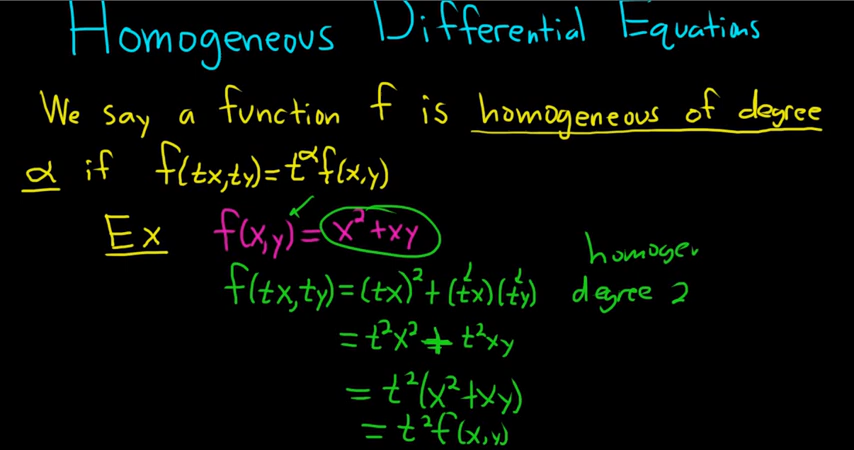 Homogeneous Differential Equations
We say a function f is homogeneous of degree
α if f(tx,ty)=t^αf(x,y)
Ex f(x,y)=x²+xy
f(tx,ty)=(tx)²+(tx)(ty)
homogen
degree 2
=t²x²+t²xy
=t²(x²+xy)
=t²f(x,y)